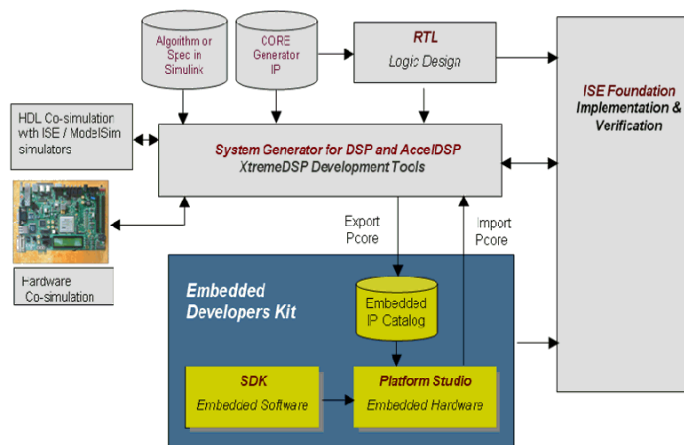 Algorithm or
Spec in
Simulink
CORE
Generator
IP
RTL
Logic Design
ISE Foundation
Implementation &
Verification
HDL Co-simulation
with ISE / ModelSim
simulators
System Generator for DSP and AccelDSP
XtremeDSP Development Tools
Hardware
Co-simulation
Export
Pcore
Import
Pcore
Embedded
Developers Kit
Embedded
IP Catalog
SDK
Embedded Software
Platform Studio
Embedded Hardware